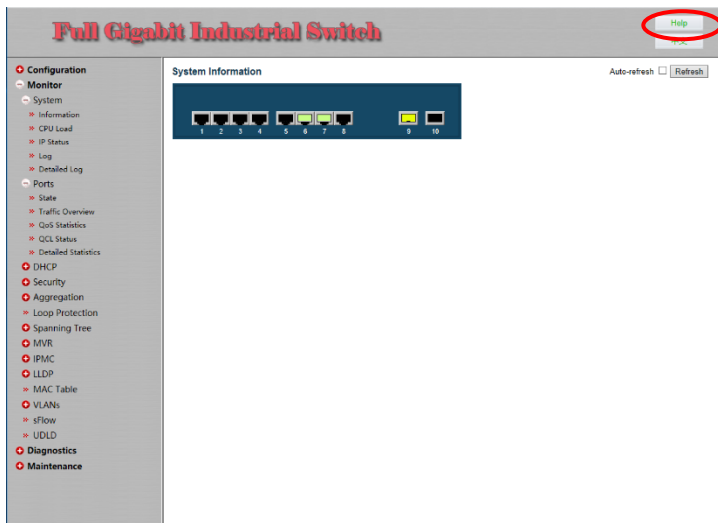 Full Gigabit Industrial Switch
Help
中文
Configuration
Monitor
System
Information
CPU Load
IP Status
Log
Detailed Log
Ports
State
Traffic Overview
QoS Statistics
QCL Status
Detailed Statistics
DHCP
Security
Aggregation
Loop Protection
Spanning Tree
MVR
IPMC
LLDP
MAC Table
VLANs
sFlow
UDLD
Diagnostics
Maintenance
System Information
Auto-refresh Refresh
1 2 3 4 5 6 7 8 9 10